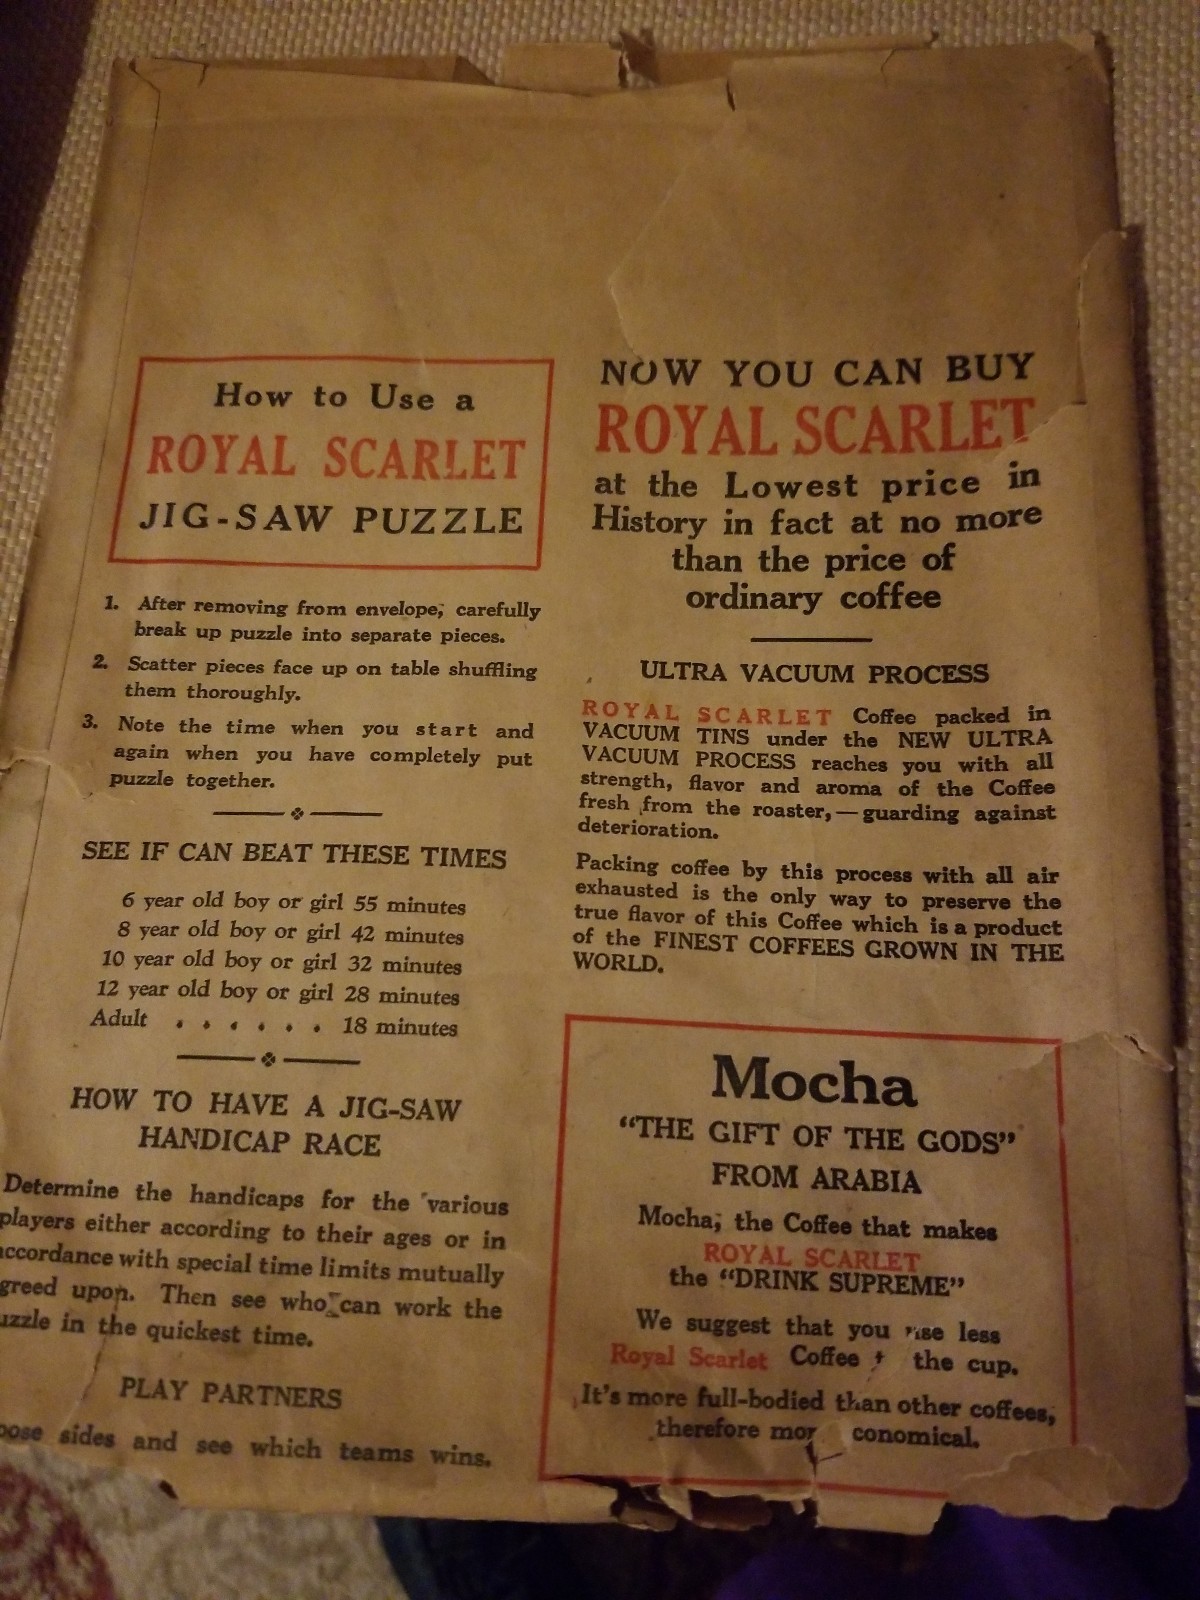 How to Use a
ROYAL SCARLET
JIG-SAW PUZZLE
1. After removing from envelope, carefully
break up puzzle into separate pieces.
2. Scatter pieces face up on table shuffling
them thoroughly.
3. Note the time when you start and
again when you have completely put
puzzle together.
SEE IF CAN BEAT THESE TIMES
6 year old boy or girl 55 minutes
8 year old boy or girl 42 minutes
10 year old boy or girl 32 minutes
12 year old boy or girl 28 minutes
Adult . . . . . . 18 minutes
HOW TO HAVE A JIG-SAW
HANDICAP RACE
Determine the handicaps for the various
players either according to their ages or in
accordance with special time limits mutually
greed upon. Then see who can work the
uzzle in the quickest time.
PLAY PARTNERS
oose sides and see which teams wins.
NOW YOU CAN BUY
ROYAL SCARLET
at the Lowest price in
History in fact at no more
than the price of
ordinary coffee
ULTRA VACUUM PROCESS
ROYAL SCARLET Coffee packed in
VACUUM TINS under the NEW ULTRA
VACUUM PROCESS reaches you with all
strength, flavor and aroma of the Coffee
fresh from the roaster,—guarding against
deterioration.
Packing coffee by this process with all air
exhausted is the only way to preserve the
true flavor of this Coffee which is a product
of the FINEST COFFEES GROWN IN THE
WORLD.
Mocha
"THE GIFT OF THE GODS"
FROM ARABIA
Mocha, the Coffee that makes
ROYAL SCARLET
the "DRINK SUPREME"
We suggest that you use less
Royal Scarlet Coffee the cup.
It's more full-bodied than other coffees,
therefore mor conomical.